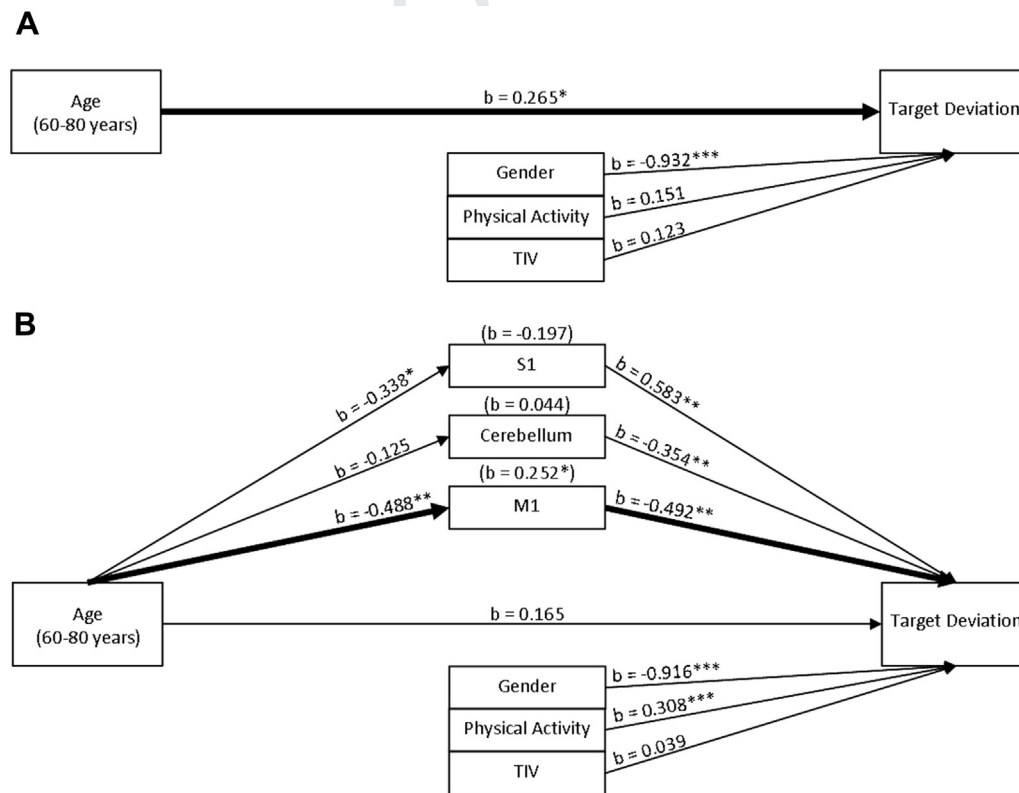 A
Age
(60-80 years)
b = 0.265*
Target Deviation
Gender
Physical Activity
TIV
b = -0.932***
b = 0.151
b = 0.123
B
(b = -0.197)
S1
(b = 0.044)
Cerebellum
(b = 0.252*)
M1
b = -0.338*
b = -0.125
b = -0.488**
b = 0.583**
b = -0.354**
b = -0.492**
Age
(60-80 years)
b = 0.165
Target Deviation
Gender
Physical Activity
TIV
b = -0.916***
b = 0.308***
b = 0.039